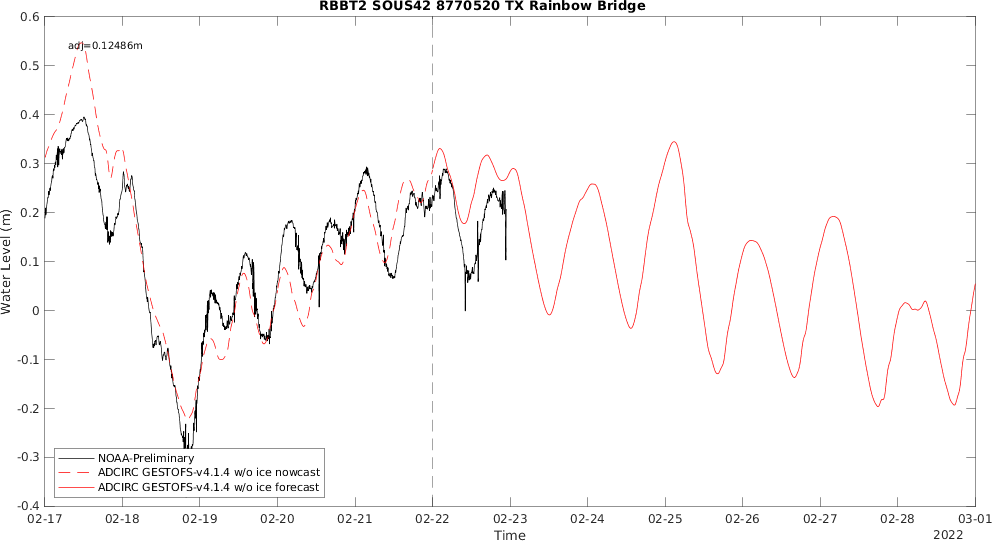 RBBT2 SOUS42 8770520 TX Rainbow Bridge
adj=0.12486m
Water Level (m)
0.6
0.5
0.4
0.3
0.2
0.1
0
-0.1
-0.2
-0.3
-0.4
NOAA-Preliminary
ADCIRC GESTOFS-v4.1.4 w/o ice nowcast
ADCIRC GESTOFS-v4.1.4 w/o ice forecast
02-17 02-18 02-19 02-20 02-21 02-22 02-23 02-24 02-25 02-26 02-27 02-28 03-01
Time
2022